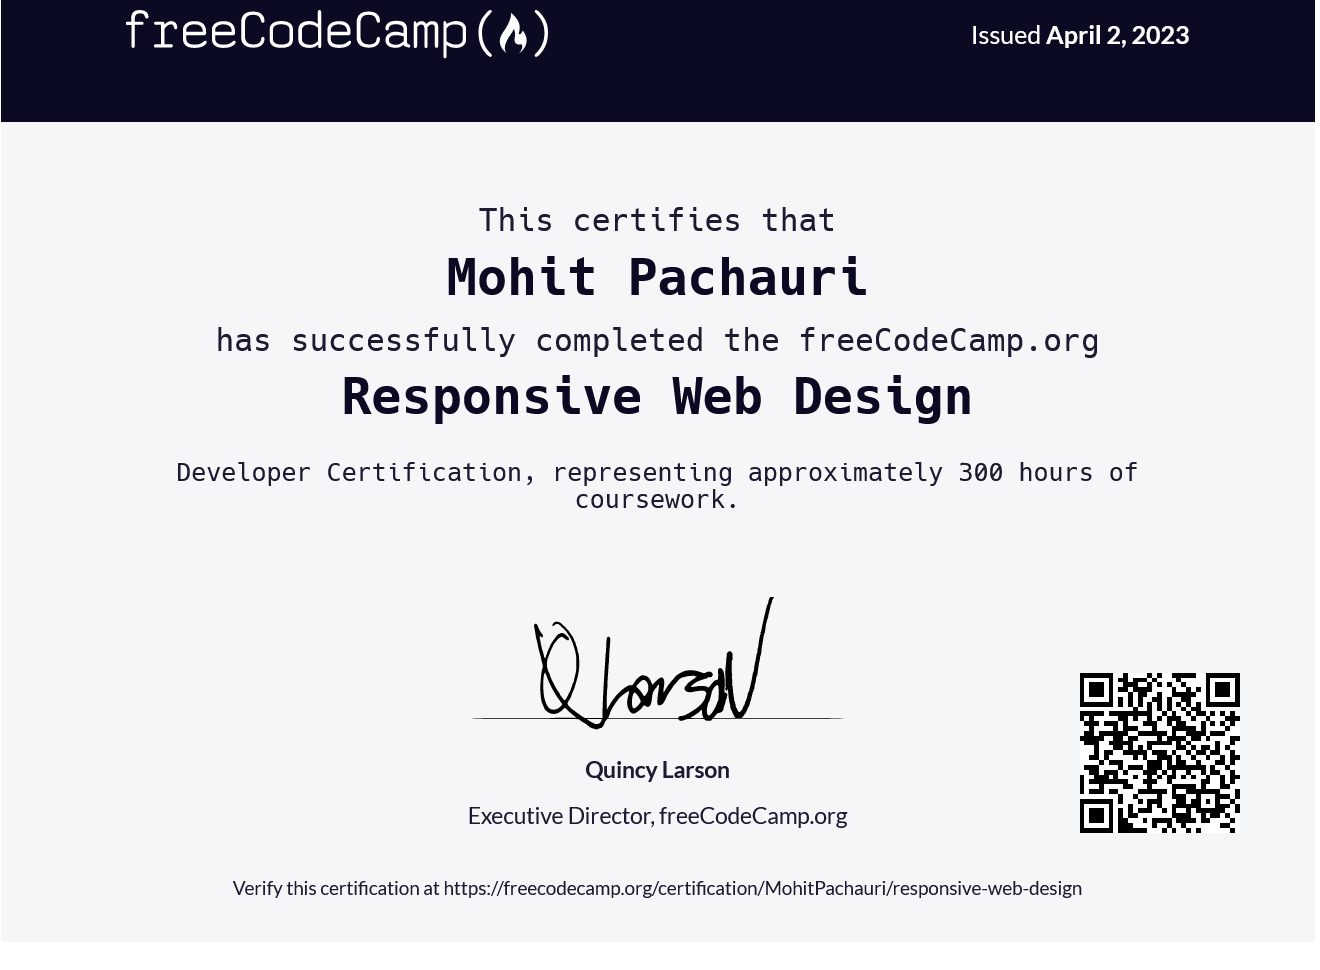 freeCodeCamp
Issued April 2, 2023
This certifies that
Mohit Pachauri
has successfully completed the freeCodeCamp.org
Responsive Web Design
Developer Certification, representing approximately 300 hours of
coursework.
Q Larson
Quincy Larson
Executive Director, freeCodeCamp.org
Verify this certification at https://freecodecamp.org/certification/MohitPachauri/responsive-web-design